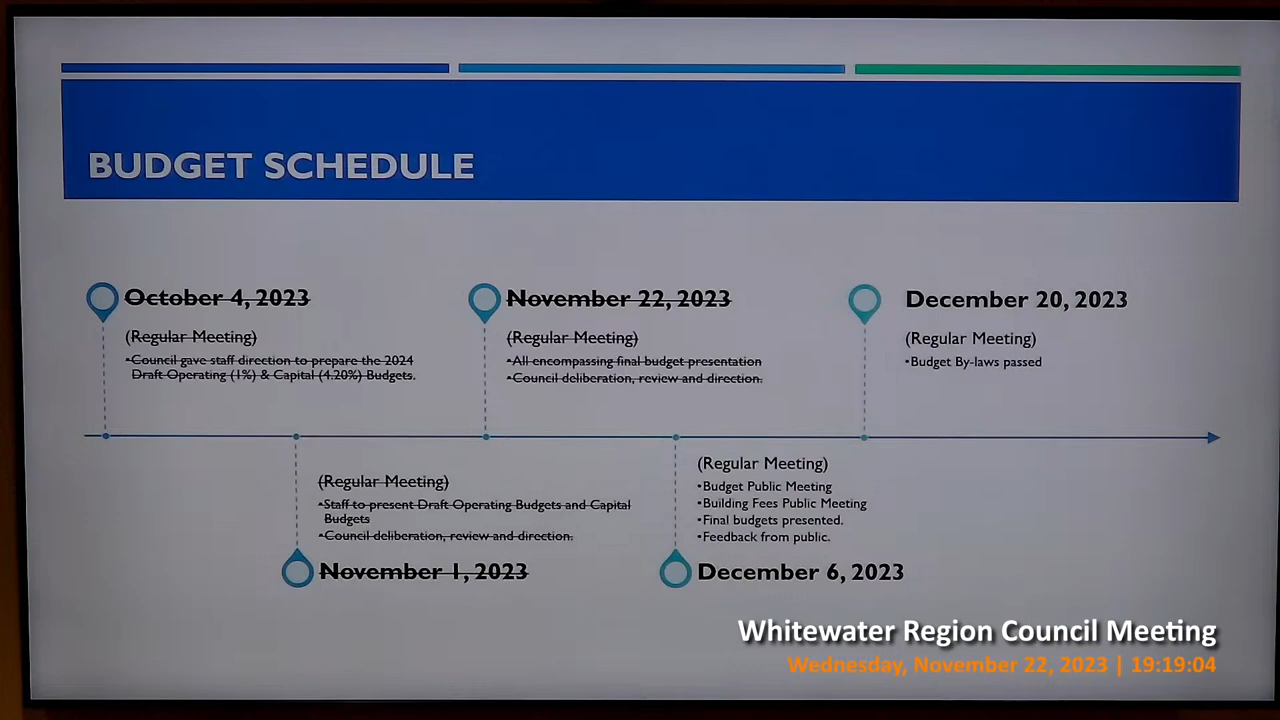 BUDGET SCHEDULE
October 4, 2023
(Regular Meeting)
•Council gave staff direction to prepare the 2024
Draft Operating (1%) & Capital (4.20%) Budgets.
November 22, 2023
(Regular Meeting)
•All encompassing final budget presentation
•Council deliberation, review and direction.
December 20, 2023
(Regular Meeting)
•Budget By-laws passed
(Regular Meeting)
•Staff to present Draft Operating Budgets and Capital
Budgets
•Council deliberation, review and direction.
November 1, 2023
(Regular Meeting)
•Budget Public Meeting
•Building Fees Public Meeting
•Final budgets presented.
•Feedback from public.
December 6, 2023
Whitewater Region Council Meeting
Wednesday, November 22, 2023 | 19:19:04